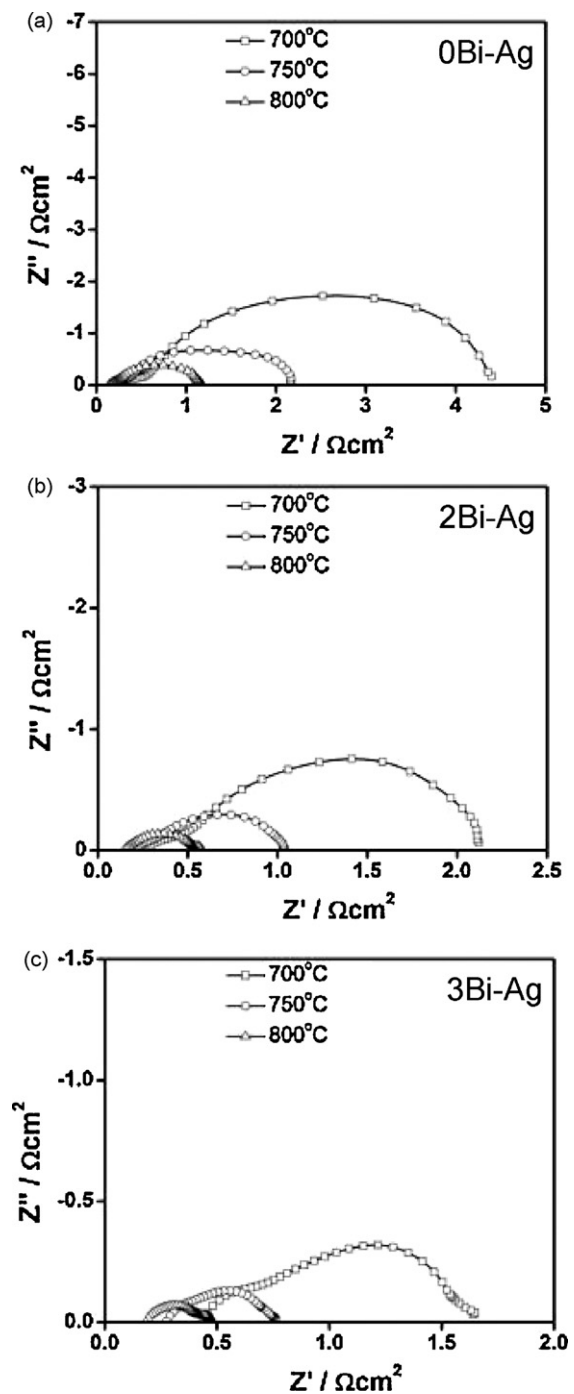 (a)
-7
-6
-5
-4
-3
-2
-1
0
0 1 2 3 4 5
700°C
750°C
800°C
0Bi-Ag
Z'' / Ωcm²
Z' / Ωcm²
(b)
-3
-2
-1
0
0.0 0.5 1.0 1.5 2.0 2.5
700°C
750°C
800°C
2Bi-Ag
Z'' / Ωcm²
Z' / Ωcm²
(c)
-1.5
-1.0
-0.5
0.0
0 1.0 2.0
0.5 1.5
700°C
750°C
800°C
3Bi-Ag
Z'' / Ωcm²
Z' / Ωcm²